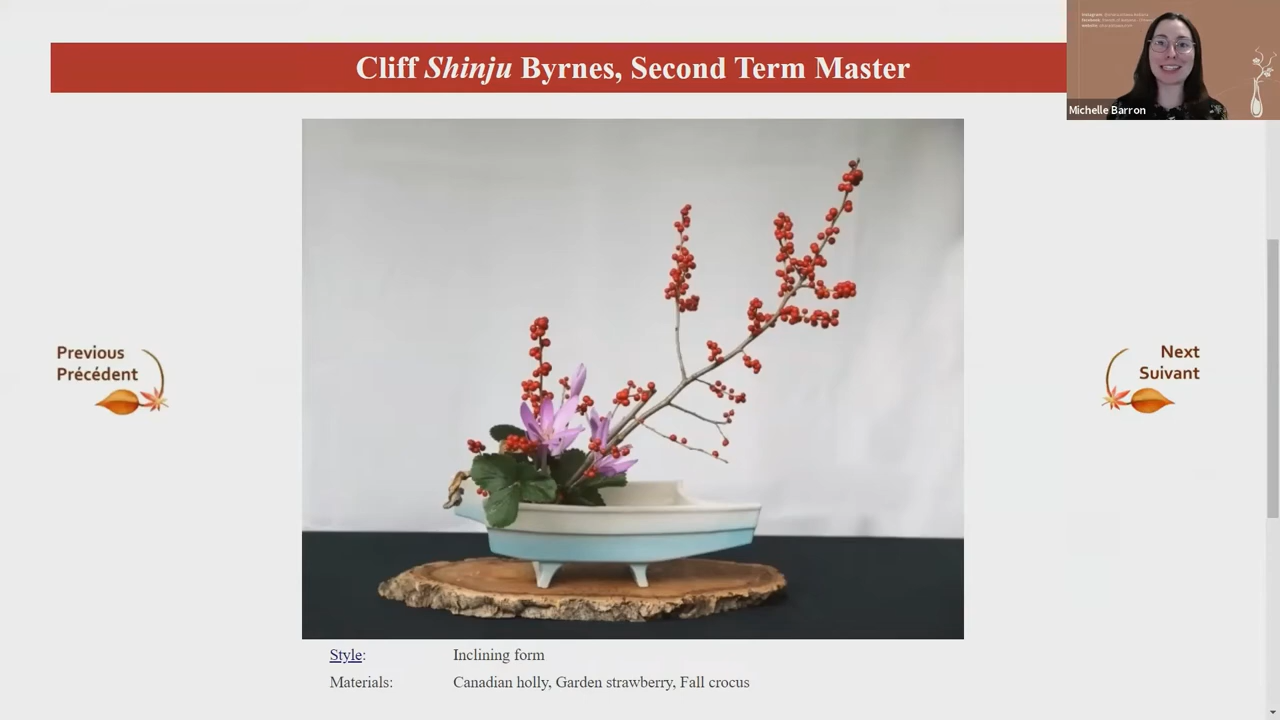 Cliff Shinju Byrnes, Second Term Master
Michelle Barron
Previous
Précédent
Next
Suivant
Style: Inclining form
Materials: Canadian holly, Garden strawberry, Fall crocus